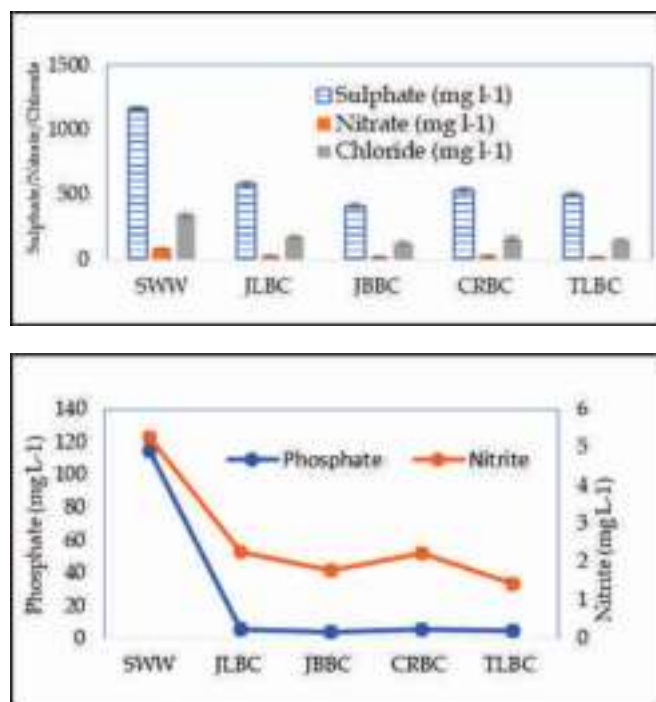 Sulphate/Nitrate/Chloride
1500
1000
500
0
Sulphate (mg l-1)
Nitrate (mg l-1)
Chloride (mg l-1)
SWW JLBC JBBC CRBC TLBC
Phosphate (mg L-1)
140
120
100
80
60
40
20
0
Phosphate Nitrite
6
5
4
3
2
1
0
Nitrite (mg L-1)
SWW JLBC JBBC CRBC TLBC